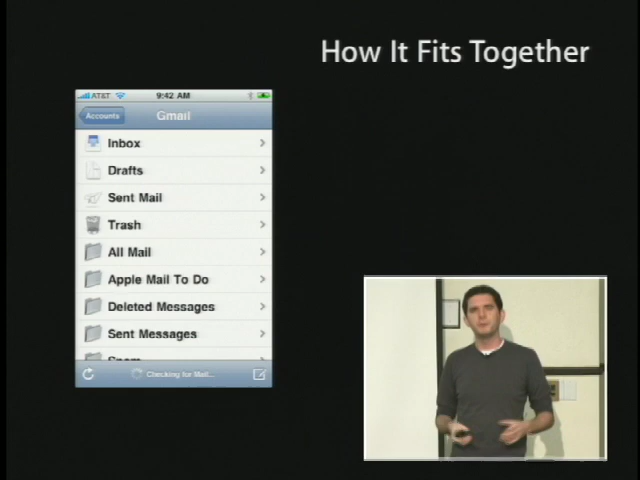 How It Fits Together
AT&T 9:42 AM
Accounts Gmail
Inbox
Drafts
Sent Mail
Trash
All Mail
Apple Mail To Do
Deleted Messages
Sent Messages
Spam
Checking for Mail...